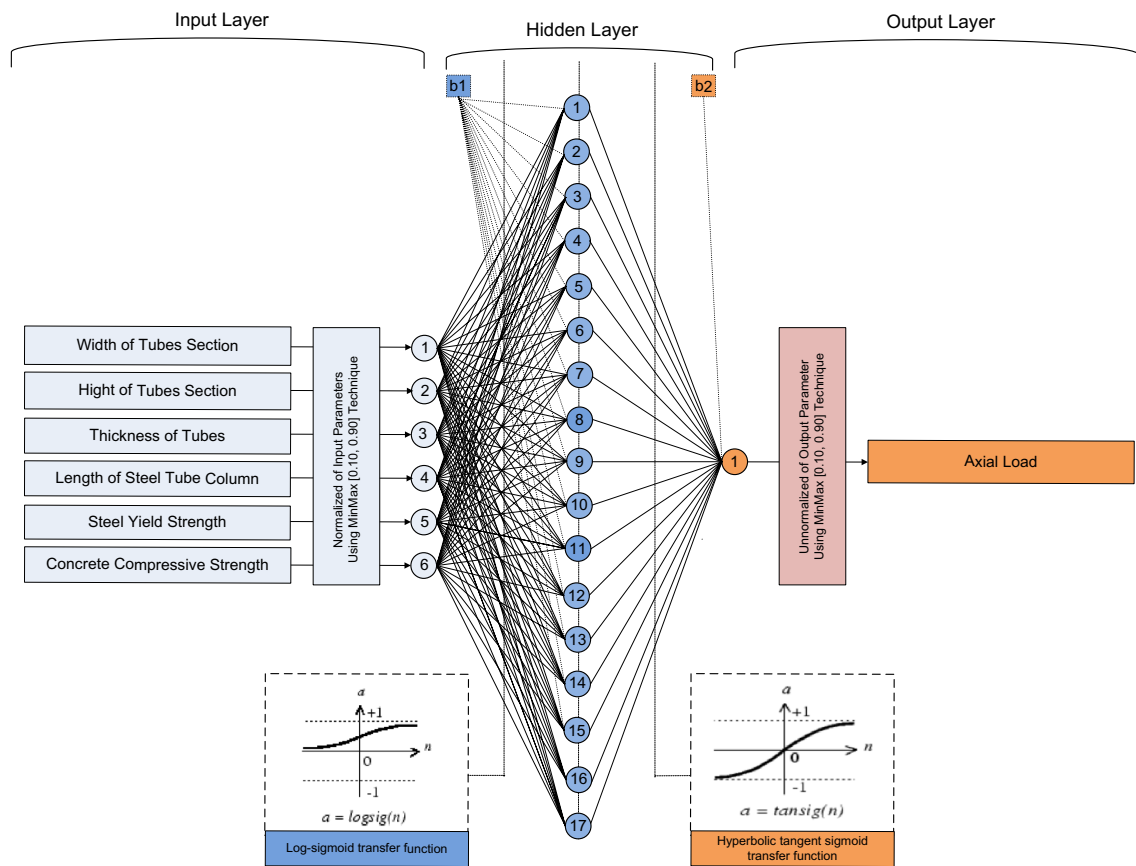 Input Layer
Hidden Layer
Output Layer
b1
b2
1
2
3
4
5
6
7
8
9
10
11
12
13
14
15
16
17
Width of Tubes Section
Hight of Tubes Section
Thickness of Tubes
Length of Steel Tube Column
Steel Yield Strength
Concrete Compressive Strength
Normalized of Input Parameters
Using MinMax [0.10, 0.90] Technique
1
2
3
4
5
6
1
Unnormalized of Output Parameter
Using MinMax [0.10, 0.90] Technique
Axial Load
a
+1
n
0
-1
a = logsig(n)
Log-sigmoid transfer function
a
+1
n
0
-1
a = tansig(n)
Hyperbolic tangent sigmoid
transfer function